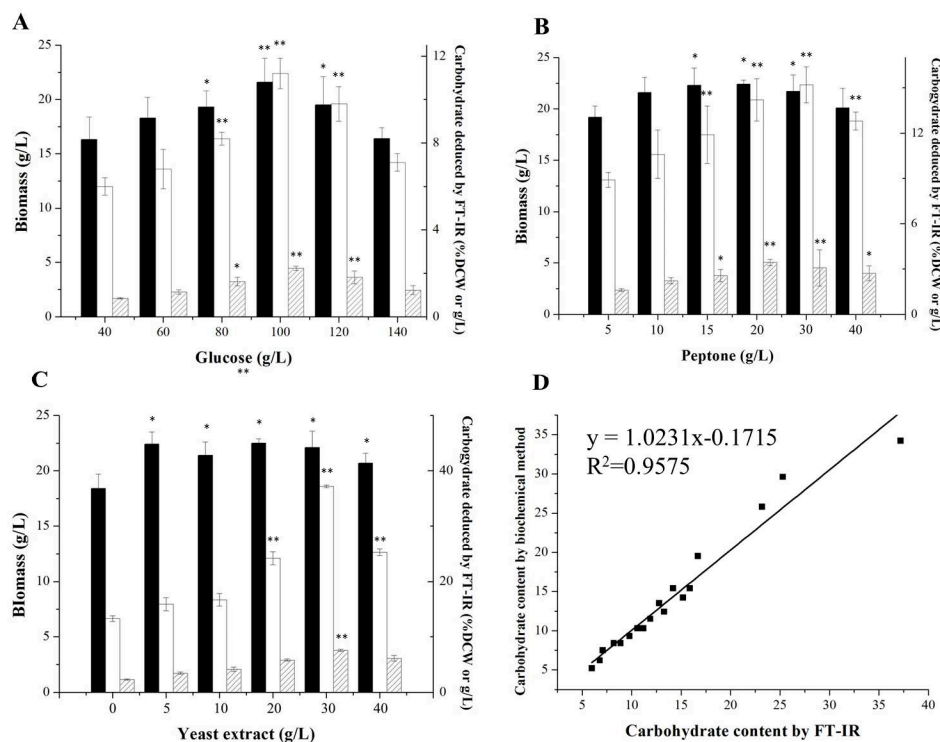 A
Biomass (g/L)
25
20
15
10
5
0
* ** ** ** * **
* ** **
12
8
4
0
Carbohydrate deduced by FT-IR (%DCW or g/L)
40 60 80 100 120 140
Glucose (g/L)
B
Biomass (g/L)
25
20
15
10
5
0
* ** * ** * ** **
* ** ** *
12
6
0
Carbogydrate deduced by FT-IR (%DCW or g/L)
5 10 15 20 30 40
Peptone (g/L)
C
**
BIomass (g/L)
25
20
15
10
5
0
* * * ** * ** * **
**
40
20
0
Carbogydrate deduced by FT-IR (%DCW or g/L)
0 5 10 20 30 40
Yeast extract (g/L)
D
y = 1.0231x-0.1715
R²=0.9575
Carbohydrate content by biochemical method
35
30
25
20
15
10
5
5 10 15 20 25 30 35 40
Carbohydrate content by FT-IR